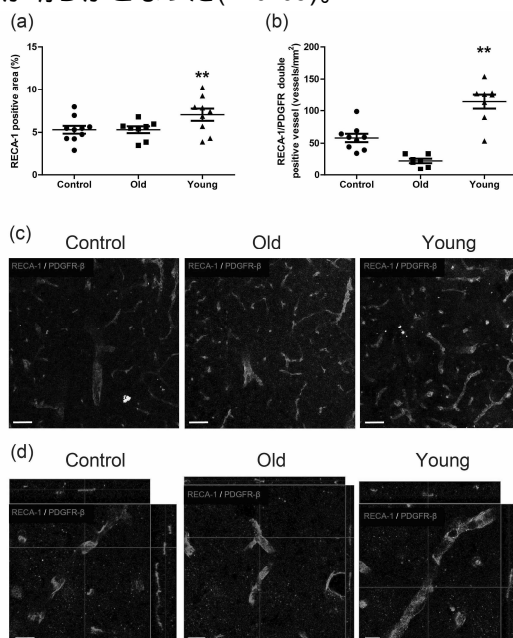 (a)
(b)
RECA-1 positive area (%)
15
10
5
0
**
Control Old Young
RECA-1/PDGFR double
positive vessel (vessels/mm²)
200
150
100
50
0
**
Control Old Young
(c)
Control Old Young
RECA-1 / PDGFR-β
RECA-1 / PDGFR-β
RECA-1 / PDGFR-β
(d)
Control Old Young
RECA-1 / PDGFR-β
RECA-1 / PDGFR-β
RECA-1 / PDGFR-β